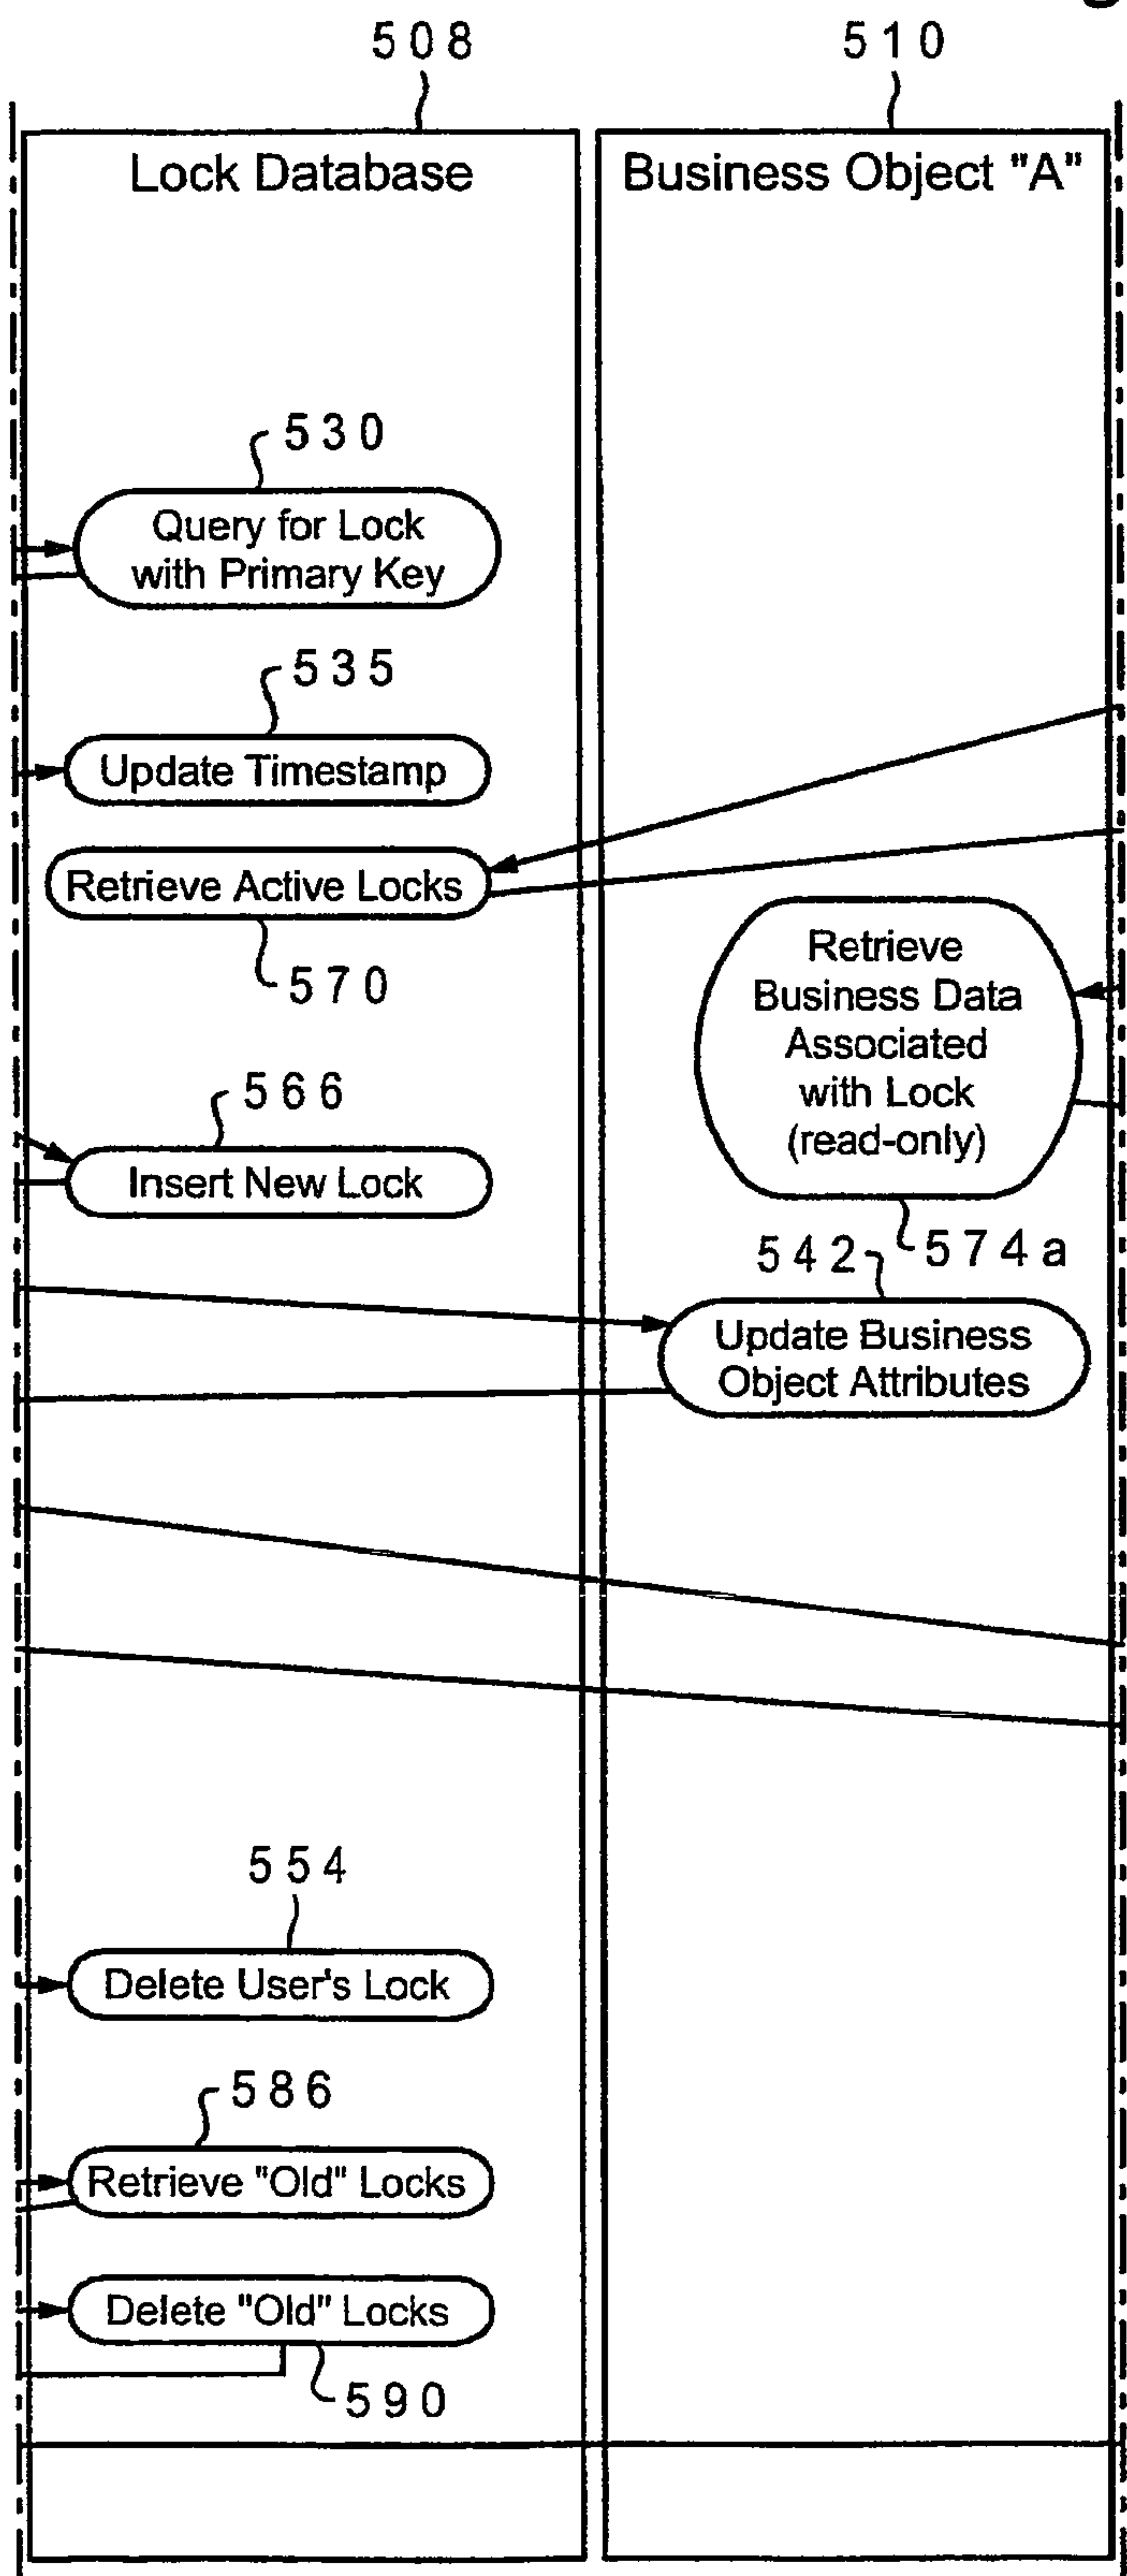 508
510
Lock Database
Business Object "A"
530
Query for Lock
with Primary Key
535
Update Timestamp
Retrieve Active Locks
570
Retrieve
Business Data
Associated
with Lock
(read-only)
574a
566
Insert New Lock
542
Update Business
Object Attributes
554
Delete User's Lock
586
Retrieve "Old" Locks
Delete "Old" Locks
590